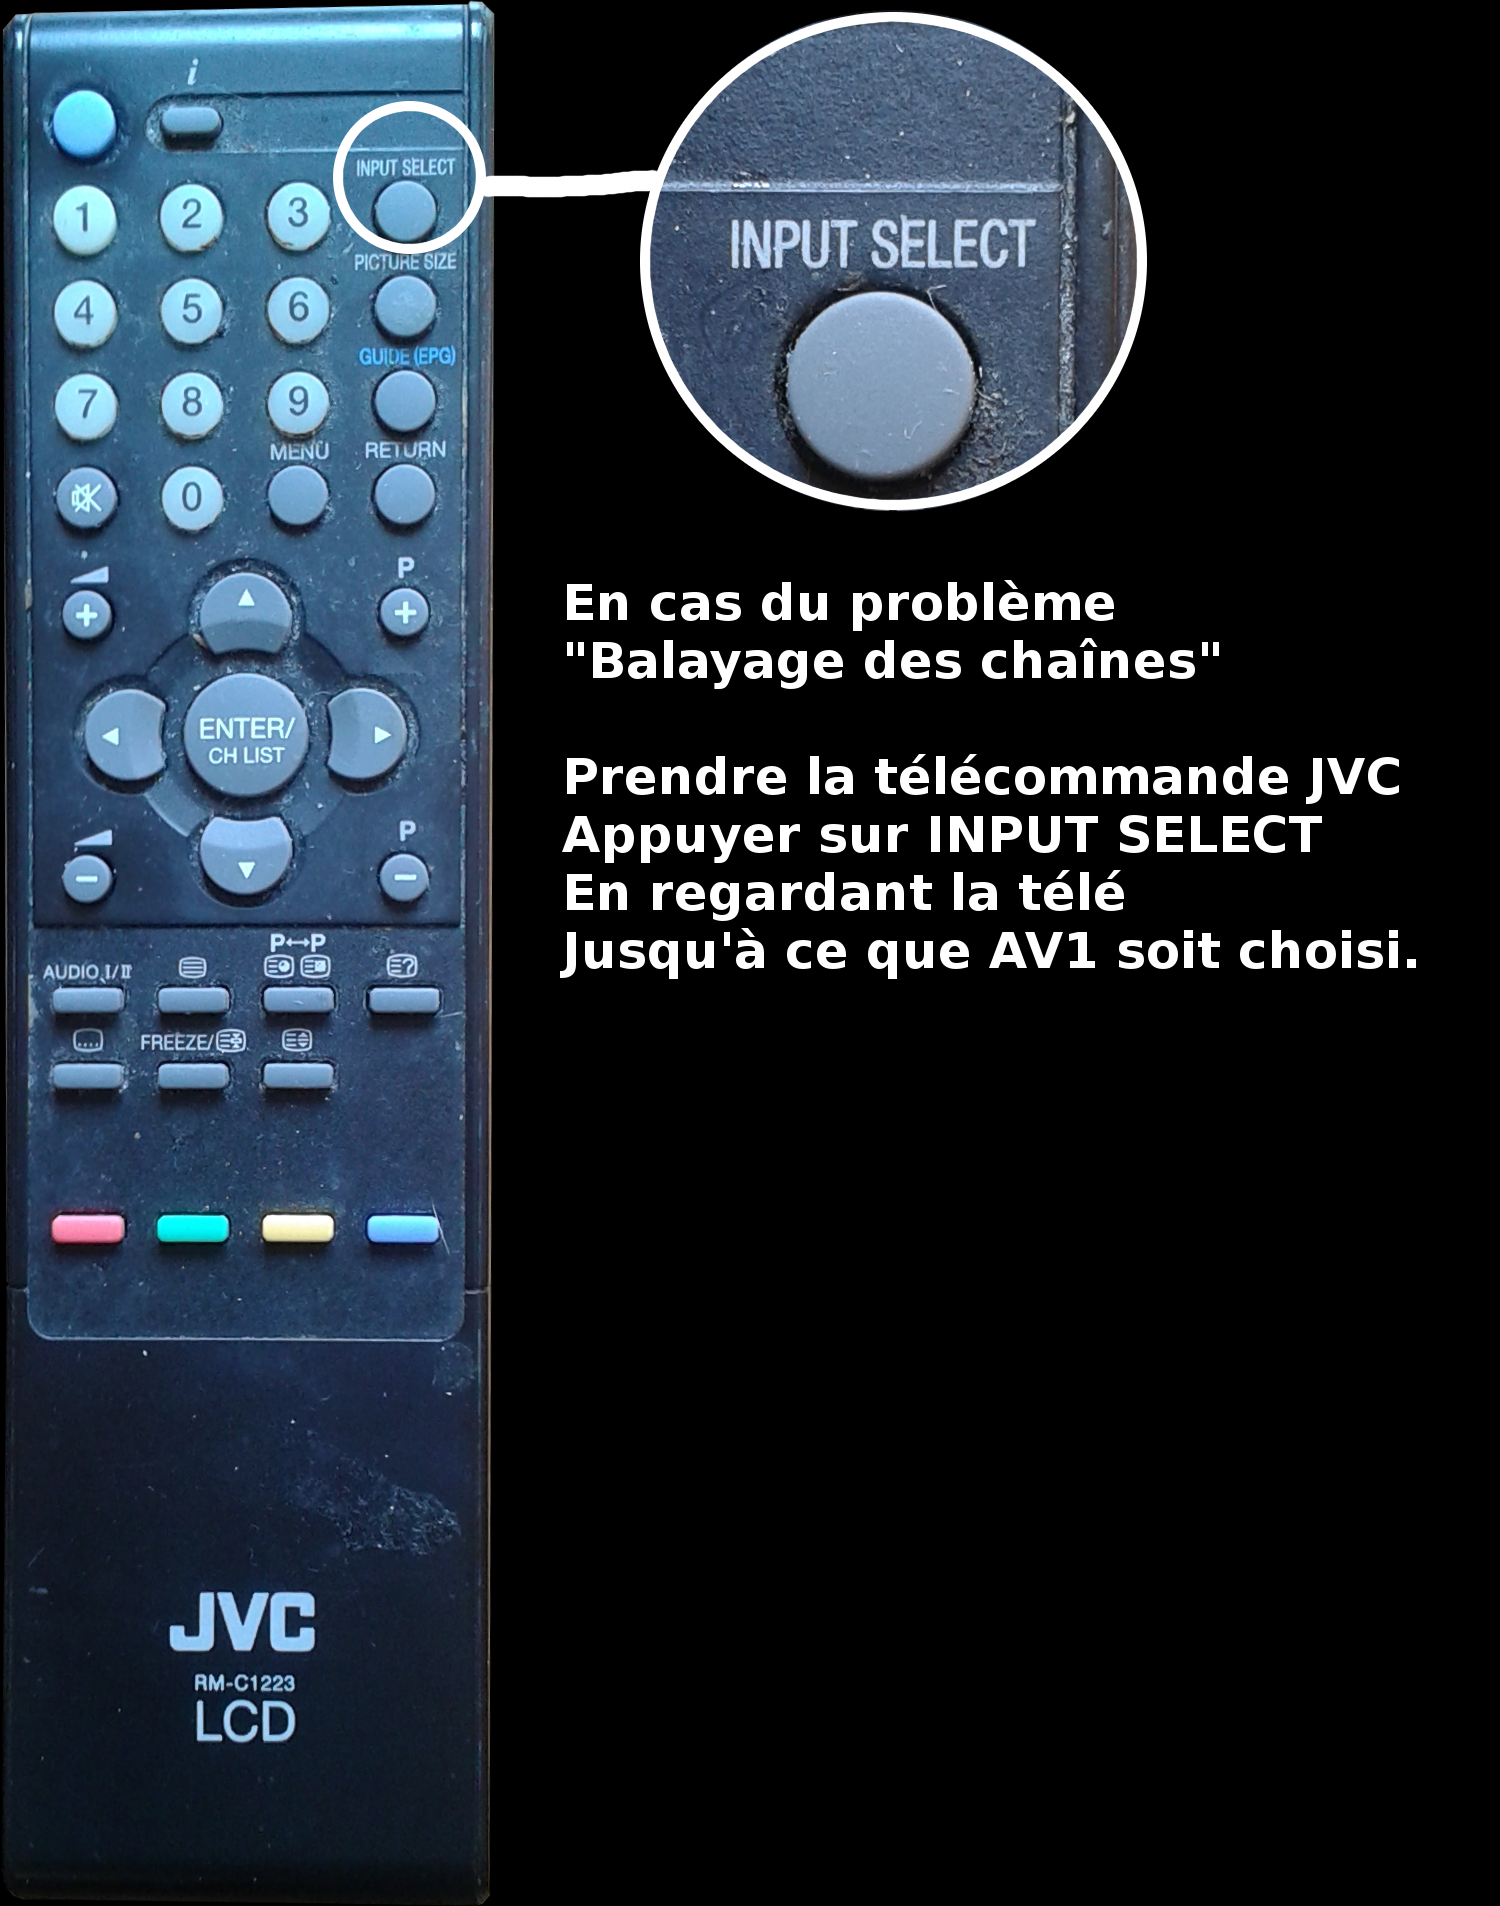 i
INPUT SELECT
1 2 3
PICTURE SIZE
4 5 6
GUIDE (EPG)
7 8 9
MENU RETURN
0
P
+ +
ENTER/
CH LIST
P
- -
P↔P
AUDIO I/II
FREEZE/
JVC
RM-C1223
LCD
INPUT SELECT
En cas du problème
"Balayage des chaînes"
Prendre la télécommande JVC
Appuyer sur INPUT SELECT
En regardant la télé
Jusqu'à ce que AV1 soit choisi.